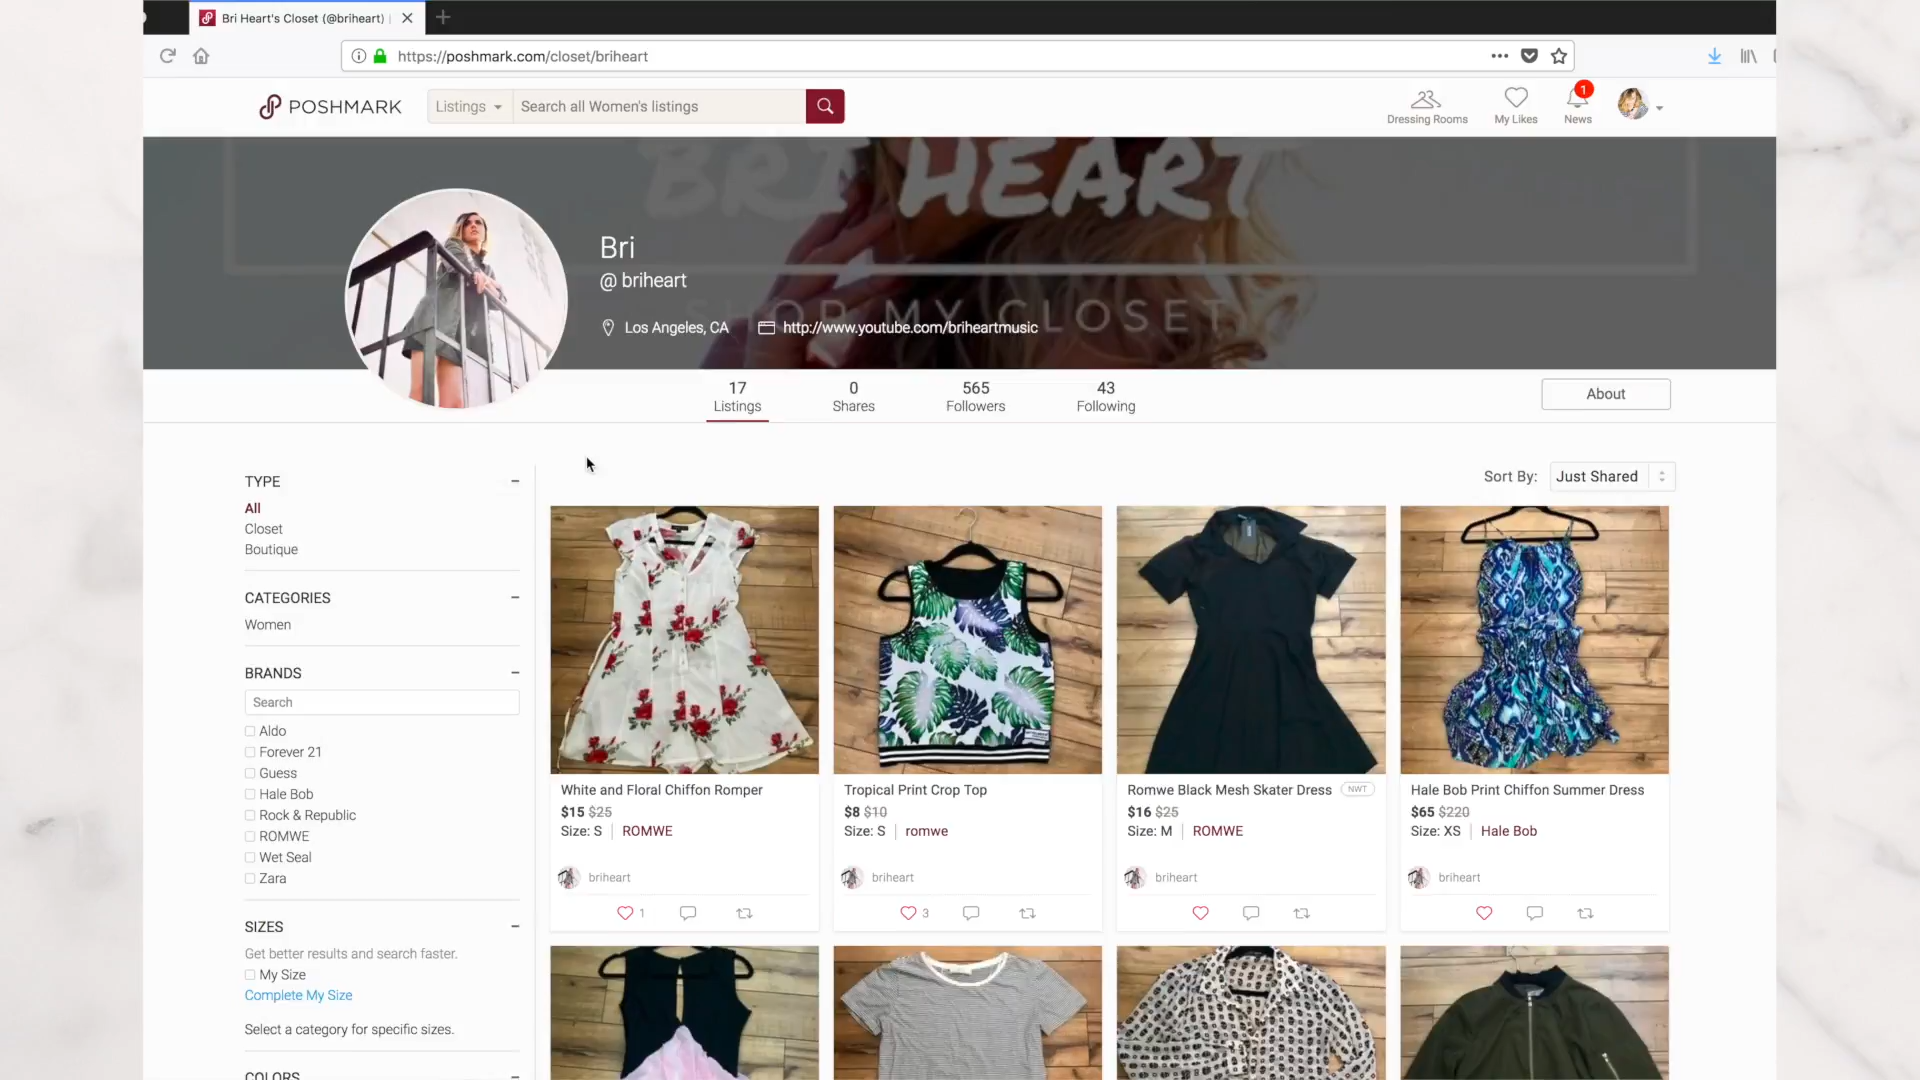 Bri Heart's Closet (@briheart) |
https://poshmark.com/closet/briheart
POSHMARK
Listings
Search all Women's listings
Dressing Rooms
My Likes
1
News
BRI HEART
SHOP MY CLOSET
Bri
@ briheart
Los Angeles, CA
http://www.youtube.com/briheartmusic
17
Listings
0
Shares
565
Followers
43
Following
About
Sort By:
Just Shared
TYPE
All
Closet
Boutique
CATEGORIES
Women
BRANDS
Search
Aldo
Forever 21
Guess
Hale Bob
Rock & Republic
ROMWE
Wet Seal
Zara
SIZES
Get better results and search faster.
My Size
Complete My Size
Select a category for specific sizes.
COLORS
White and Floral Chiffon Romper
$15 $25
Size: S | ROMWE
briheart
1
Tropical Print Crop Top
$8 $10
Size: S | romwe
briheart
3
Romwe Black Mesh Skater Dress NWT
$16 $25
Size: M | ROMWE
briheart
Hale Bob Print Chiffon Summer Dress
$65 $220
Size: XS | Hale Bob
briheart